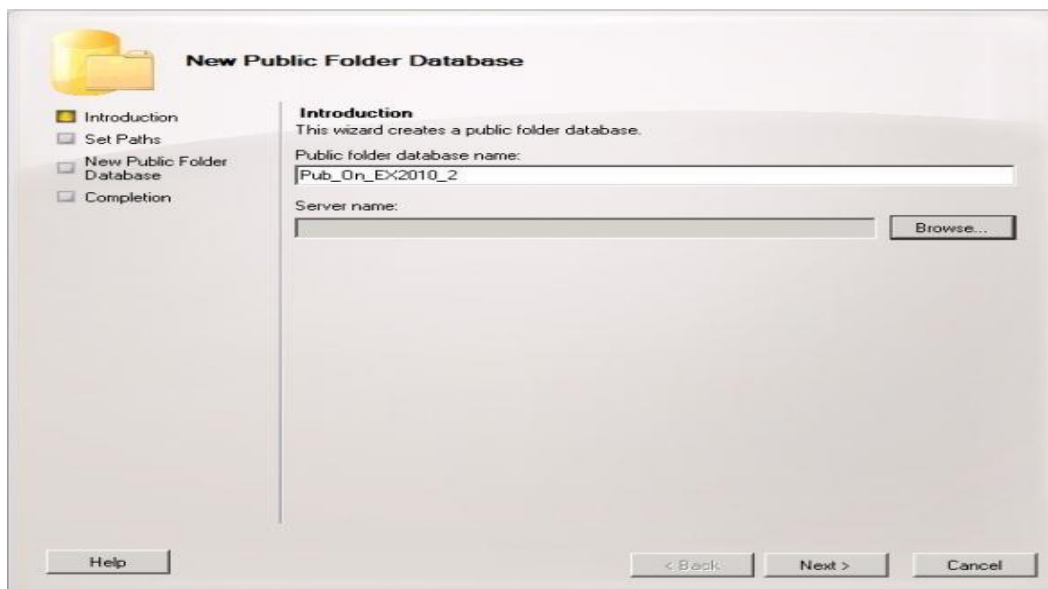 New Public Folder Database
Introduction
Set Paths
New Public Folder
Database
Completion
Introduction
This wizard creates a public folder database.
Public folder database name:
Pub_On_EX2010_2
Server name:
Browse...
Help
< Back
Next >
Cancel